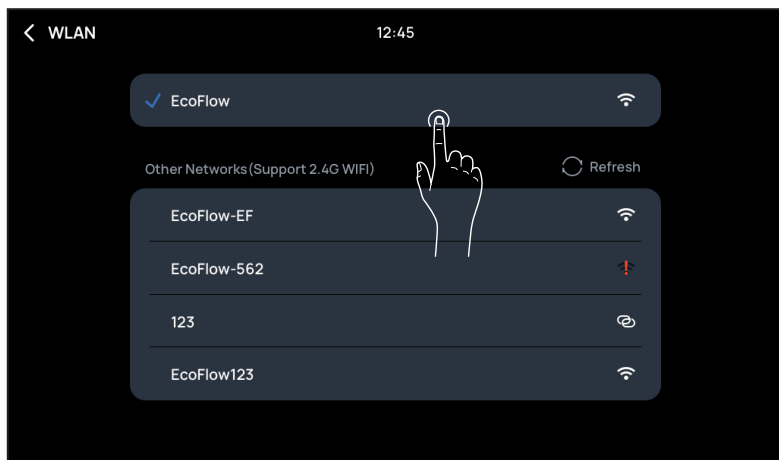 WLAN
12:45
EcoFlow
Other Networks(Support 2.4G WIFI)
Refresh
EcoFlow-EF
EcoFlow-562
123
EcoFlow123